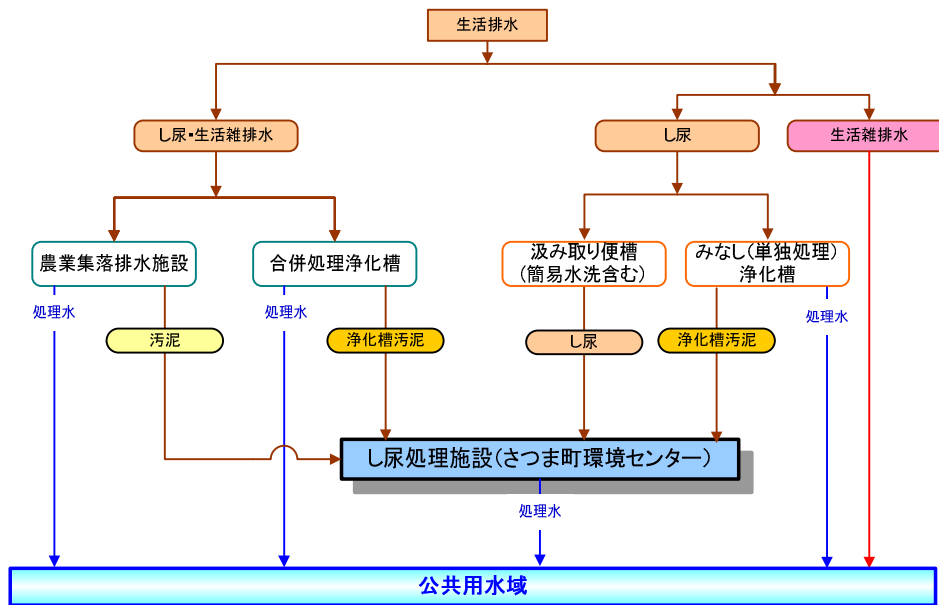 生活排水
し尿・生活雑排水
し尿
生活雑排水
農業集落排水施設
合併処理浄化槽
汲み取り便槽
(簡易水洗含む)
みなし(単独処理)
浄化槽
処理水
処理水
処理水
汚泥
浄化槽汚泥
し尿
浄化槽汚泥
し尿処理施設(さつま町環境センター)
処理水
公共用水域